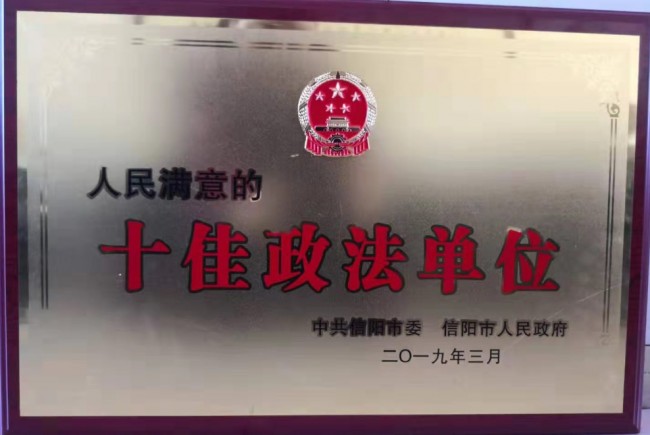 人民满意的
十佳政法单位
中共信阳市委 信阳市人民政府
二〇一九年三月